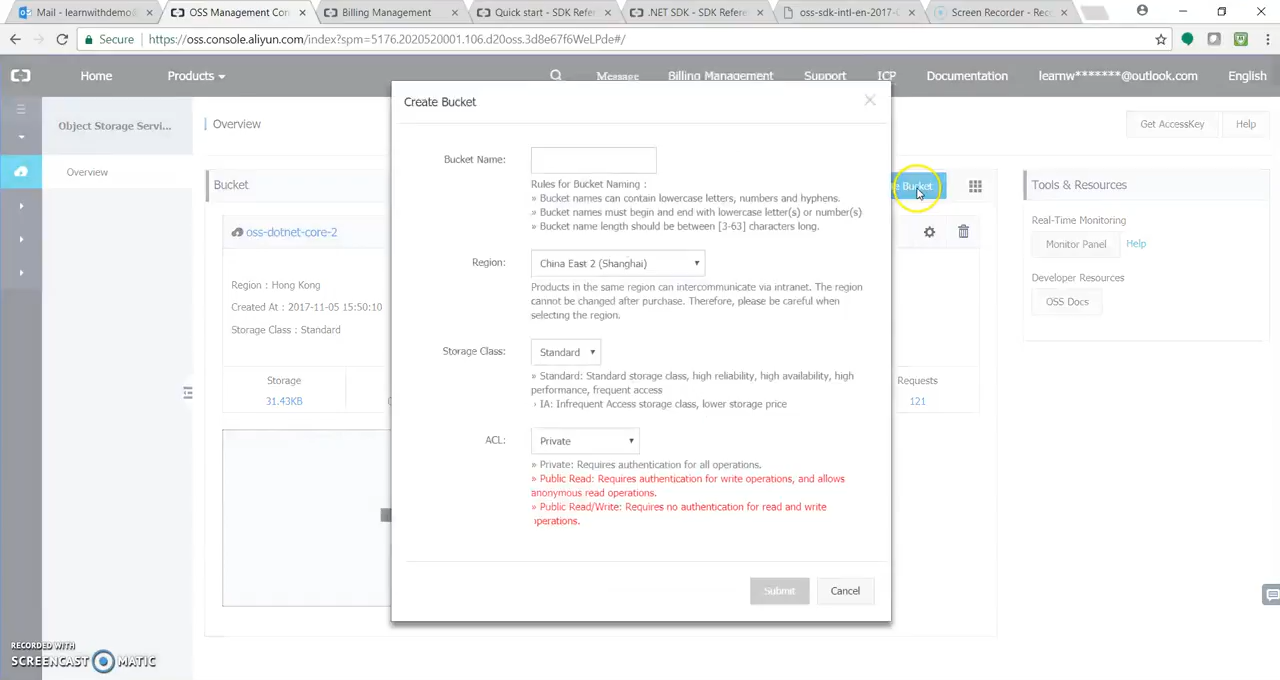 Mail - learnwithdemo@
OSS Management Con
Billing Management
Quick start - SDK Refere
.NET SDK - SDK Refere
oss-sdk-intl-en-2017-
Screen Recorder - Rec
Secure
https://oss.console.aliyun.com/index?spm=5176.2020520001.106.d20oss.3d8e67f6WeLPde#/
Home
Products
Message
Billing Management
Support
ICP
Documentation
learnw*******@outlook.com
English
Object Storage Servi...
Overview
Overview
Get AccessKey
Help
Bucket
e Bucket
oss-dotnet-core-2
Region : Hong Kong
Created At : 2017-11-05 15:50:10
Storage Class : Standard
Storage
31.43KB
Requests
121
Create Bucket
Bucket Name:
Rules for Bucket Naming :
» Bucket names can contain lowercase letters, numbers and hyphens.
» Bucket names must begin and end with lowercase letter(s) or number(s)
» Bucket name length should be between [3-63] characters long.
Region:
China East 2 (Shanghai)
Products in the same region can intercommunicate via intranet. The region
cannot be changed after purchase. Therefore, please be careful when
selecting the region.
Storage Class:
Standard
» Standard: Standard storage class, high reliability, high availability, high
performance, frequent access
› IA: Infrequent Access storage class, lower storage price
ACL:
Private
» Private: Requires authentication for all operations.
» Public Read: Requires authentication for write operations, and allows
anonymous read operations.
» Public Read/Write: Requires no authentication for read and write
operations.
Submit
Cancel
Tools & Resources
Real-Time Monitoring
Monitor Panel
Help
Developer Resources
OSS Docs
RECORDED WITH
SCREENCAST MATIC